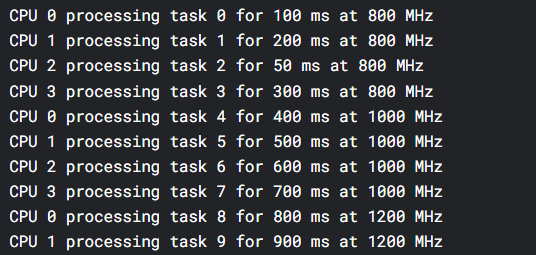 CPU 0 processing task 0 for 100 ms at 800 MHz
CPU 1 processing task 1 for 200 ms at 800 MHz
CPU 2 processing task 2 for 50 ms at 800 MHz
CPU 3 processing task 3 for 300 ms at 800 MHz
CPU 0 processing task 4 for 400 ms at 1000 MHz
CPU 1 processing task 5 for 500 ms at 1000 MHz
CPU 2 processing task 6 for 600 ms at 1000 MHz
CPU 3 processing task 7 for 700 ms at 1000 MHz
CPU 0 processing task 8 for 800 ms at 1200 MHz
CPU 1 processing task 9 for 900 ms at 1200 MHz